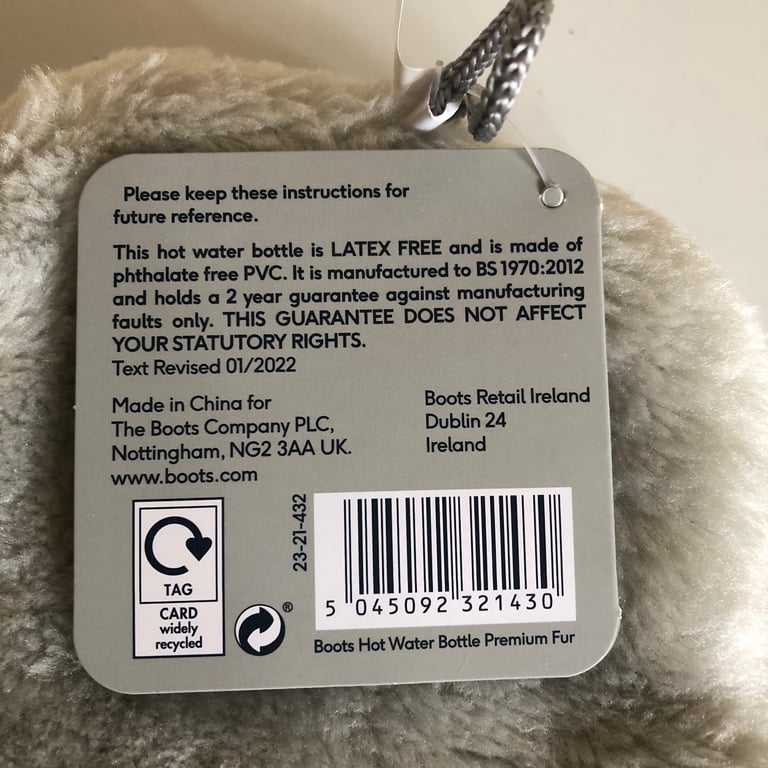 Please keep these instructions for
future reference.
This hot water bottle is LATEX FREE and is made of
phthalate free PVC. It is manufactured to BS 1970:2012
and holds a 2 year guarantee against manufacturing
faults only. THIS GUARANTEE DOES NOT AFFECT
YOUR STATUTORY RIGHTS.
Text Revised 01/2022
Made in China for
The Boots Company PLC,
Nottingham, NG2 3AA UK.
www.boots.com
Boots Retail Ireland
Dublin 24
Ireland
TAG
CARD
widely
recycled
®
23-21-432
5 045092 321430
Boots Hot Water Bottle Premium Fur